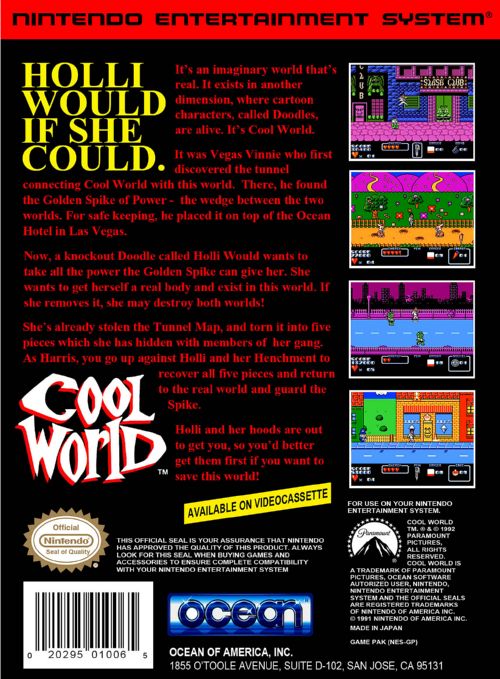 NINTENDO ENTERTAINMENT SYSTEM®
HOLLI
WOULD
IF SHE
COULD.
It's an imaginary world that's
real. It exists in another
dimension, where cartoon
characters, called Doodles,
are alive. It's Cool World.
It was Vegas Vinnie who first
discovered the tunnel
connecting Cool World with this world. There, he found
the Golden Spike of Power - the wedge between the two
worlds. For safe keeping, he placed it on top of the Ocean
Hotel in Las Vegas.
Now, a knockout Doodle called Holli Would wants to
take all the power the Golden Spike can give her. She
wants to get herself a real body and exist in this world. If
she removes it, she may destroy both worlds!
She's already stolen the Tunnel Map, and torn it into five
pieces which she has hidden with members of her gang.
As Harris, you go up against Holli and her Henchment to
recover all five pieces and return
to the real world and guard the
Spike.
Holli and her hoods are out
to get you, so you'd better
get them first if you want to
save this world!
COOL
WORLD
™
AVAILABLE ON VIDEOCASSETTE
SLASH CLUB
CLUB
Official
Nintendo
Seal of Quality
THIS OFFICIAL SEAL IS YOUR ASSURANCE THAT NINTENDO
HAS APPROVED THE QUALITY OF THIS PRODUCT. ALWAYS
LOOK FOR THIS SEAL WHEN BUYING GAMES AND
ACCESSORIES TO ENSURE COMPLETE COMPATIBILITY
WITH YOUR NINTENDO ENTERTAINMENT SYSTEM
FOR USE ON YOUR NINTENDO
ENTERTAINMENT SYSTEM.
Paramount
COOL WORLD
TM. ® & © 1992
PARAMOUNT
PICTURES,
ALL RIGHTS
RESERVED.
COOL WORLD IS
A TRADEMARK OF PARAMOUNT
PICTURES, OCEAN SOFTWARE
AUTORIZED USER, NINTENDO,
NINTENDO ENTERTAINMENT
SYSTEM AND THE OFFICIAL SEALS
ARE REGISTERED TRADEMARKS
OF NINTENDO OF AMERICA INC.
© 1991 NINTENDO OF AMERICA INC.
MADE IN JAPAN
GAME PAK (NES-GP)
0 20295 01006 5
ocean
OCEAN OF AMERICA, INC.
1855 O'TOOLE AVENUE, SUITE D-102, SAN JOSE, CA 95131